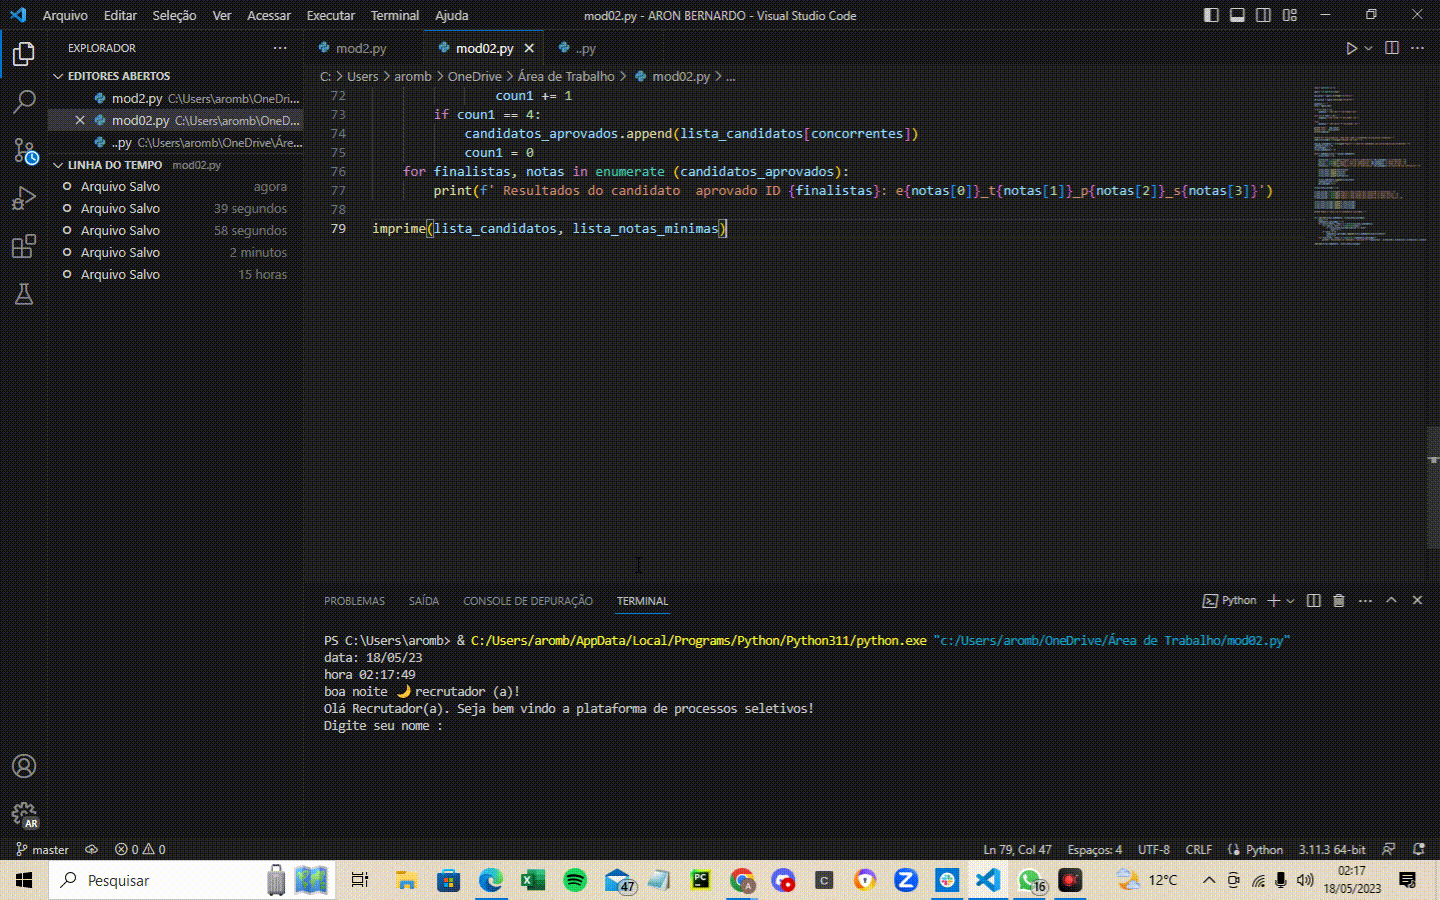 Arquivo Editar Seleção Ver Acessar Executar Terminal Ajuda
mod02.py - ARON BERNARDO - Visual Studio Code
EXPLORADOR
EDITORES ABERTOS
mod2.py C:\Users\aromb\OneDri...
mod02.py C:\Users\aromb\OneD...
..py C:\Users\aromb\OneDrive\Áre...
LINHA DO TEMPO mod02.py
Arquivo Salvo agora
Arquivo Salvo 39 segundos
Arquivo Salvo 58 segundos
Arquivo Salvo 2 minutos
Arquivo Salvo 15 horas
AR
mod2.py mod02.py ..py
C: > Users > aromb > OneDrive > Área de Trabalho > mod02.py > ...
72 coun1 += 1
73 if coun1 == 4:
74 candidatos_aprovados.append(lista_candidatos[concorrentes])
75 coun1 = 0
76 for finalistas, notas in enumerate (candidatos_aprovados):
77 print(f' Resultados do candidato  aprovado ID {finalistas}: e{notas[0]}_t{notas[1]}_p{notas[2]}_s{notas[3]}')
78
79 imprime(lista_candidatos, lista_notas_minimas)
PROBLEMAS SAÍDA CONSOLE DE DEPURAÇÃO TERMINAL
Python
PS C:\Users\aromb> & C:/Users/aromb/AppData/Local/Programs/Python/Python311/python.exe "c:/Users/aromb/OneDrive/Área de Trabalho/mod02.py"
data: 18/05/23
hora 02:17:49
boa noite 🌙 recrutador (a)!
Olá Recrutador(a). Seja bem vindo a plataforma de processos seletivos!
Digite seu nome :
master 0 0
Ln 79, Col 47 Espaços: 4 UTF-8 CRLF Python 3.11.3 64-bit
Pesquisar
47
PC
A
C
16
12°C
02:17
18/05/2023